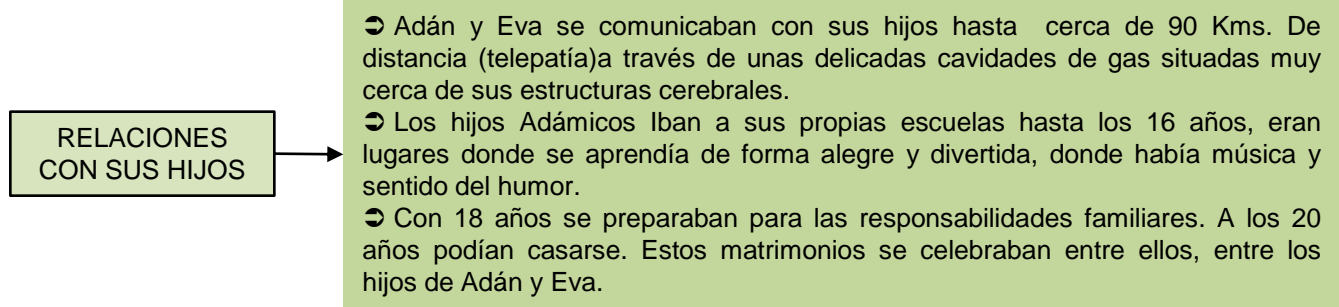 RELACIONES
CON SUS HIJOS
➲ Adán y Eva se comunicaban con sus hijos hasta cerca de 90 Kms. De
distancia (telepatía)a través de unas delicadas cavidades de gas situadas muy
cerca de sus estructuras cerebrales.
➲ Los hijos Adámicos Iban a sus propias escuelas hasta los 16 años, eran
lugares donde se aprendía de forma alegre y divertida, donde había música y
sentido del humor.
➲ Con 18 años se preparaban para las responsabilidades familiares. A los 20
años podían casarse. Estos matrimonios se celebraban entre ellos, entre los
hijos de Adán y Eva.